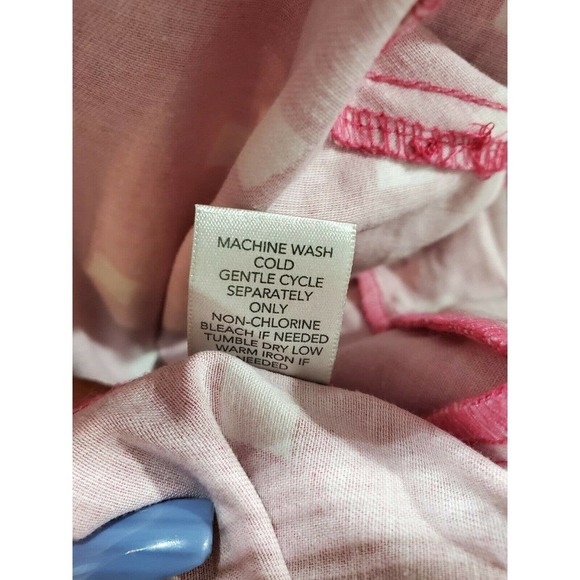 MACHINE WASH
COLD
GENTLE CYCLE
SEPARATELY
ONLY
NON-CHLORINE
BLEACH IF NEEDED
TUMBLE DRY LOW
WARM IRON IF
NEEDED